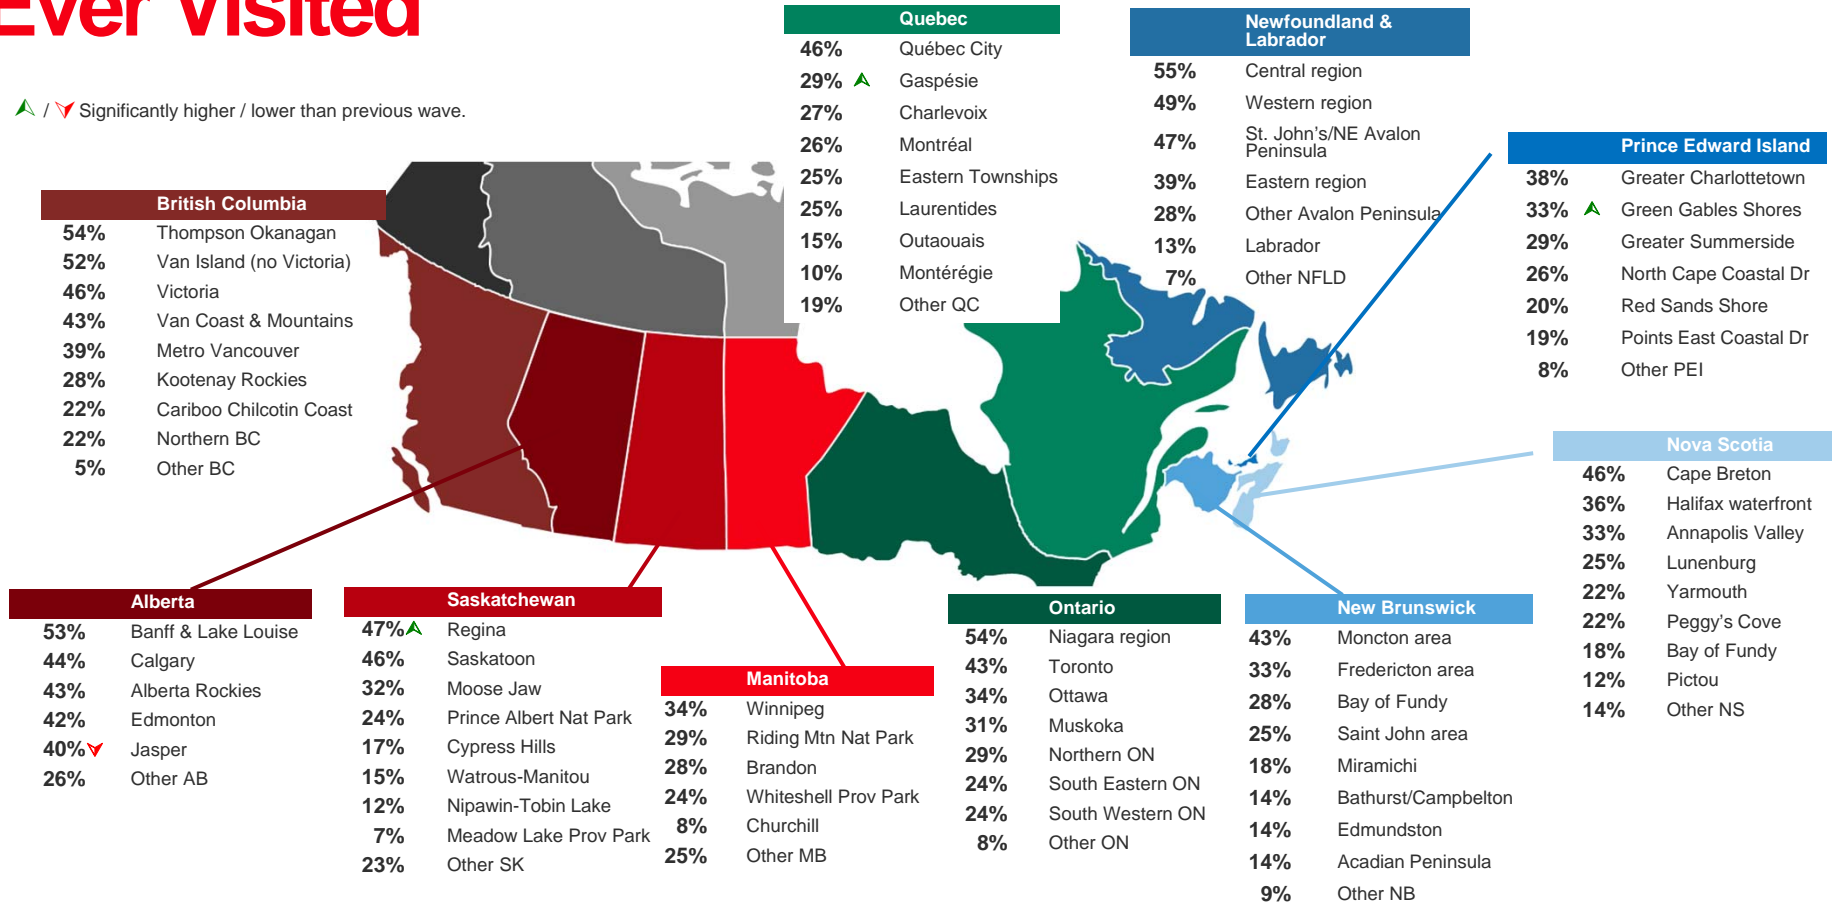 Ever Visited
/ Significantly higher / lower than previous wave.
Quebec
46% Québec City
29% Gaspésie
27% Charlevoix
26% Montréal
25% Eastern Townships
25% Laurentides
15% Outaouais
10% Montérégie
19% Other QC
Newfoundland &
Labrador
55% Central region
49% Western region
47% St. John's/NE Avalon
Peninsula
39% Eastern region
28% Other Avalon Peninsula
13% Labrador
7% Other NFLD
Prince Edward Island
38% Greater Charlottetown
33% Green Gables Shores
29% Greater Summerside
26% North Cape Coastal Dr
20% Red Sands Shore
19% Points East Coastal Dr
8% Other PEI
British Columbia
54% Thompson Okanagan
52% Van Island (no Victoria)
46% Victoria
43% Van Coast & Mountains
39% Metro Vancouver
28% Kootenay Rockies
22% Cariboo Chilcotin Coast
22% Northern BC
5% Other BC
Nova Scotia
46% Cape Breton
36% Halifax waterfront
33% Annapolis Valley
25% Lunenburg
22% Yarmouth
22% Peggy's Cove
18% Bay of Fundy
12% Pictou
14% Other NS
Alberta
53% Banff & Lake Louise
44% Calgary
43% Alberta Rockies
42% Edmonton
40% Jasper
26% Other AB
Saskatchewan
47% Regina
46% Saskatoon
32% Moose Jaw
24% Prince Albert Nat Park
17% Cypress Hills
15% Watrous-Manitou
12% Nipawin-Tobin Lake
7% Meadow Lake Prov Park
23% Other SK
Manitoba
34% Winnipeg
29% Riding Mtn Nat Park
28% Brandon
24% Whiteshell Prov Park
8% Churchill
25% Other MB
Ontario
54% Niagara region
43% Toronto
34% Ottawa
31% Muskoka
29% Northern ON
24% South Eastern ON
24% South Western ON
8% Other ON
New Brunswick
43% Moncton area
33% Fredericton area
28% Bay of Fundy
25% Saint John area
18% Miramichi
14% Bathurst/Campbelton
14% Edmundston
14% Acadian Peninsula
9% Other NB